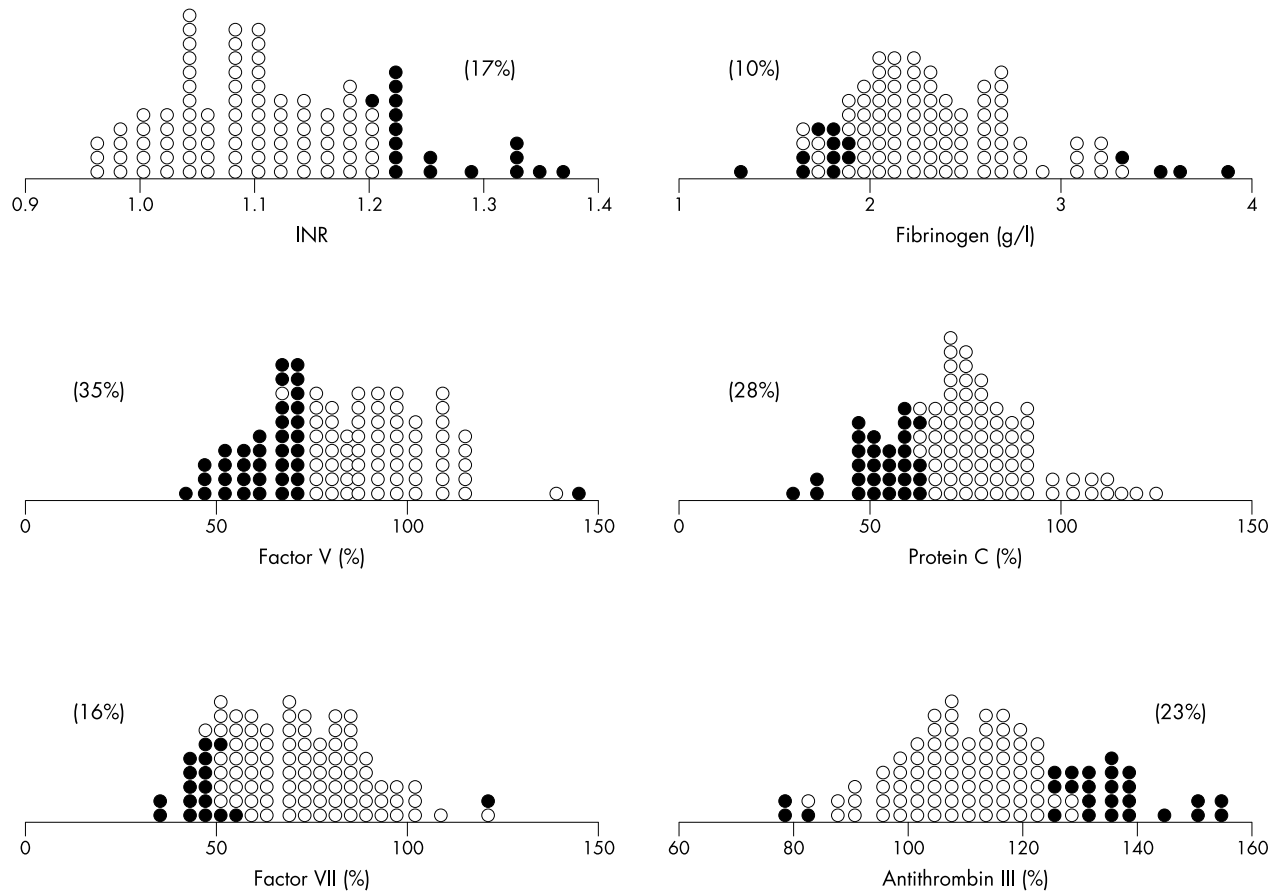 (17%)
0.9 1.0 1.1 1.2 1.3 1.4
INR
(10%)
1 2 3 4
Fibrinogen (g/l)
(35%)
0 50 100 150
Factor V (%)
(28%)
0 50 100 150
Protein C (%)
(16%)
0 50 100 150
Factor VII (%)
(23%)
60 80 100 120 140 160
Antithrombin III (%)